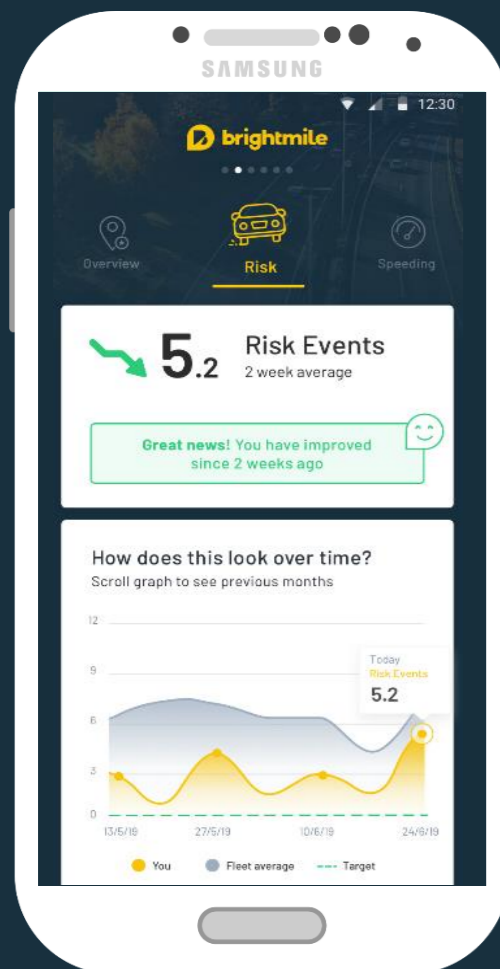 SAMSUNG
12:30
brightmile
Overview
Risk
Speeding
5.2
Risk Events
2 week average
Great news! You have improved
since 2 weeks ago
How does this look over time?
Scroll graph to see previous months
12
9
6
3
0
Today
Risk Events
5.2
13/5/19
27/5/19
10/6/19
24/6/19
You
Fleet average
Target